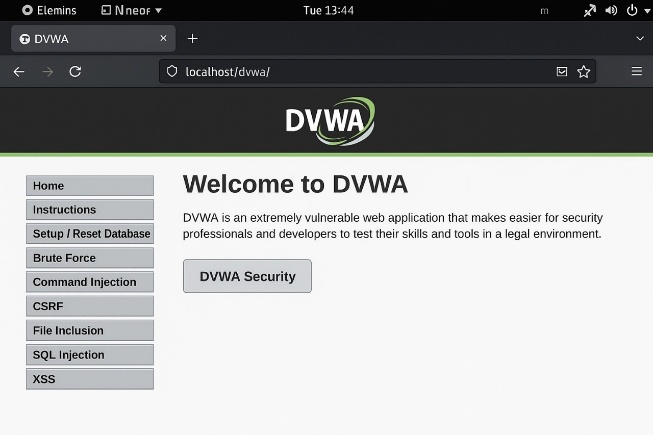 Elemins
Tue 13:44
m
DVWA
localhost/dvwa/
DVWA
Home
Instructions
Setup / Reset Database
Brute Force
Command Injection
CSRF
File Inclusion
SQL Injection
XSS
Welcome to DVWA
DVWA is an extremely vulnerable web application that makes easier for security
professionals and developers to test their skills and tools in a legal environment.
DVWA Security